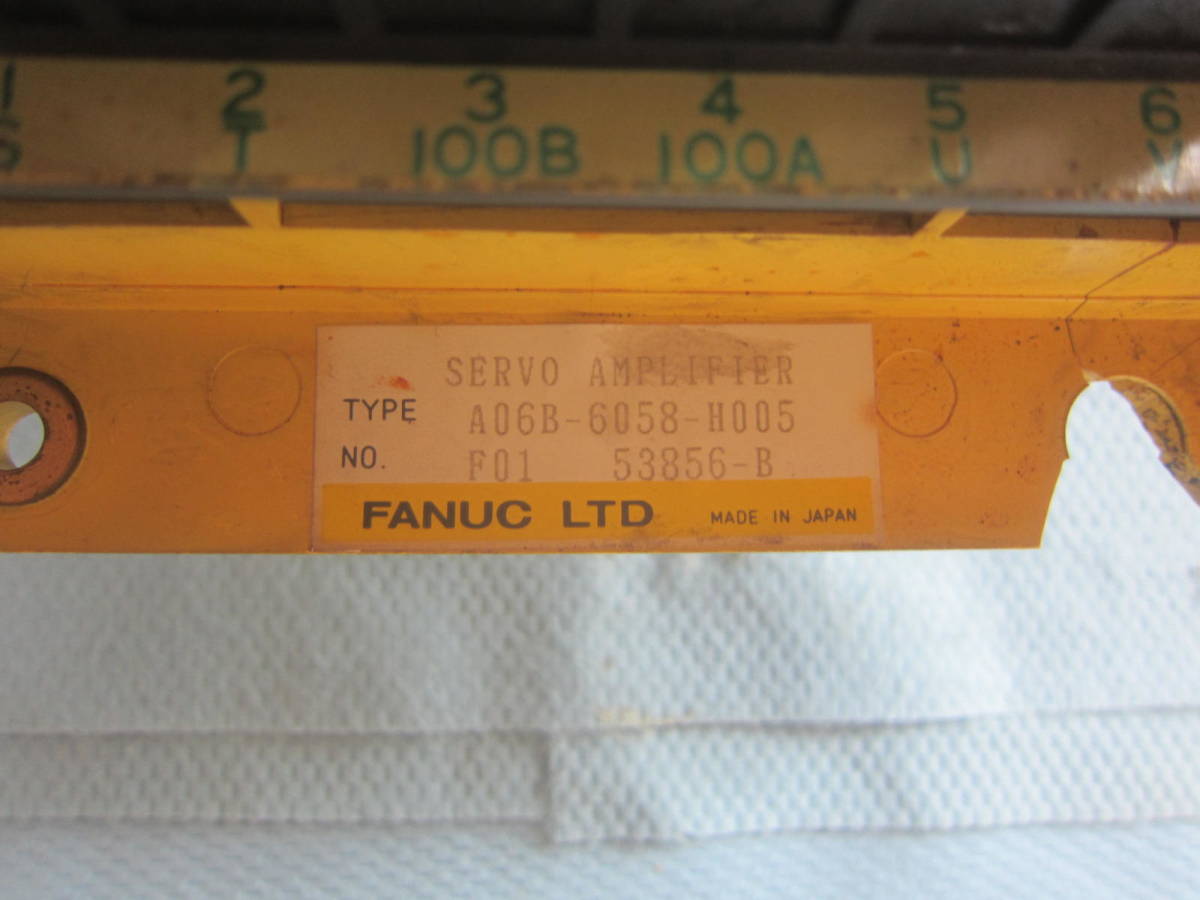 1 2 3 4 5 6
T 100B 100A U V
SERVO AMPLIFIER
TYPE A06B-6058-H005
NO. F01 53856-B
FANUC LTD MADE IN JAPAN